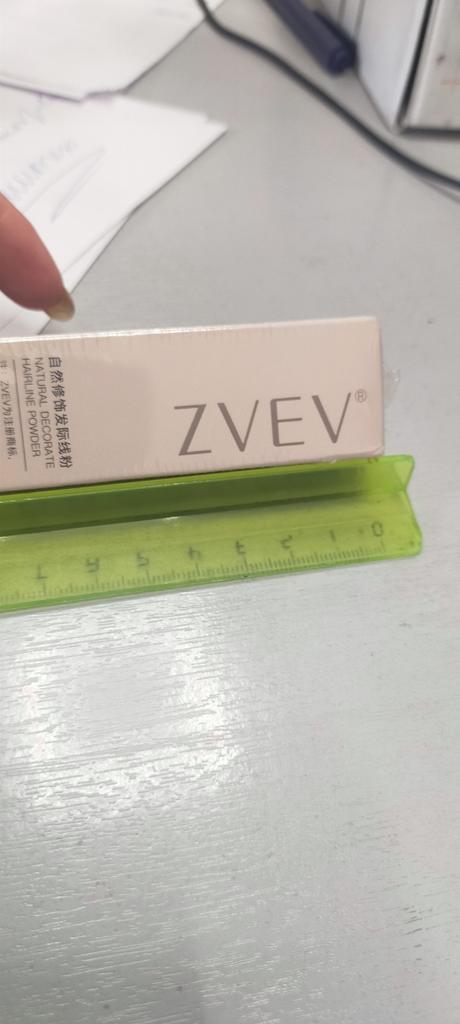 ZVEV®
自然修饰发际线粉
NATURAL DECORATE
HAIRLINE POWDER
注：ZVEV为注册商标,
0 1 2 3 4 5 6 7